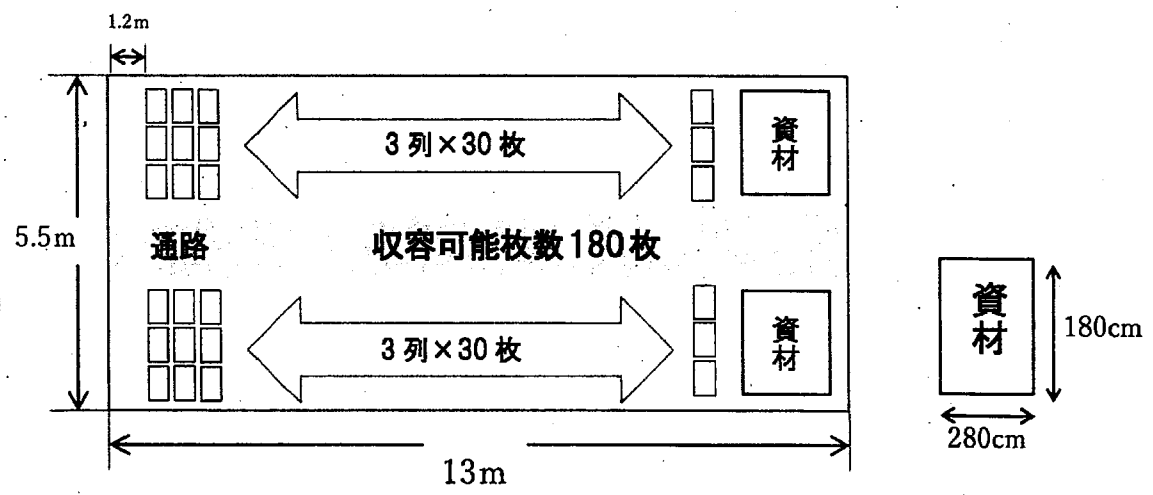 1.2m
3列×30枚
資材
5.5m
通路
収容可能枚数180枚
3列×30枚
資材
資材
180cm
280cm
13m